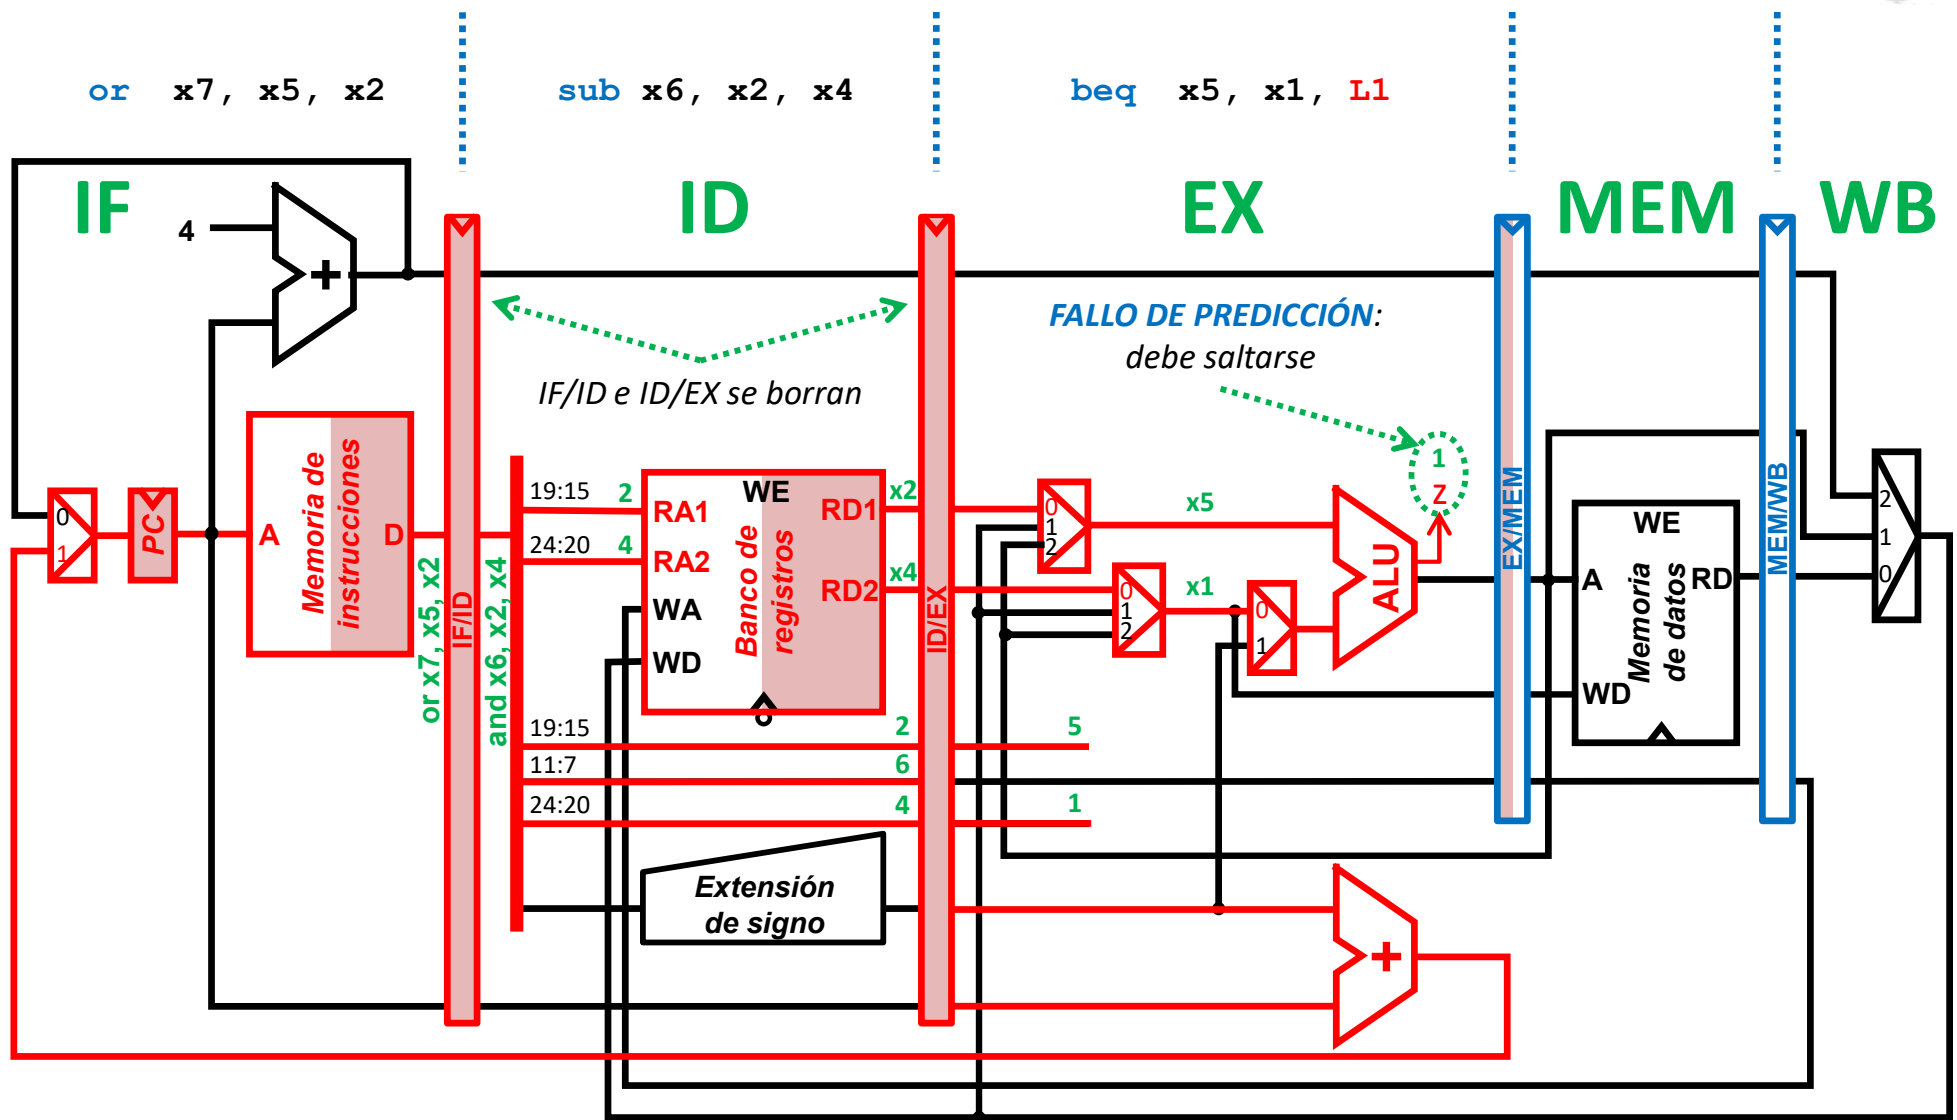 or x7, x5, x2
sub x6, x2, x4
beq x5, x1, L1
IF
ID
EX
MEM
WB
4
+
FALLO DE PREDICCIÓN:
debe saltarse
IF/ID e ID/EX se borran
0
1
PC
A
D
Memoria de
instrucciones
or x7, x5, x2
IF/ID
and x6, x2, x4
19:15
2
24:20
4
RA1
RA2
WA
WD
WE
Banco de
registros
RD1
RD2
x2
x4
ID/EX
0
1
2
x5
0
1
2
x1
0
1
ALU
1
Z
EX/MEM
A
WD
WE
RD
Memoria
de datos
MEM/WB
2
1
0
19:15
2
5
11:7
6
24:20
4
1
Extensión
de signo
+